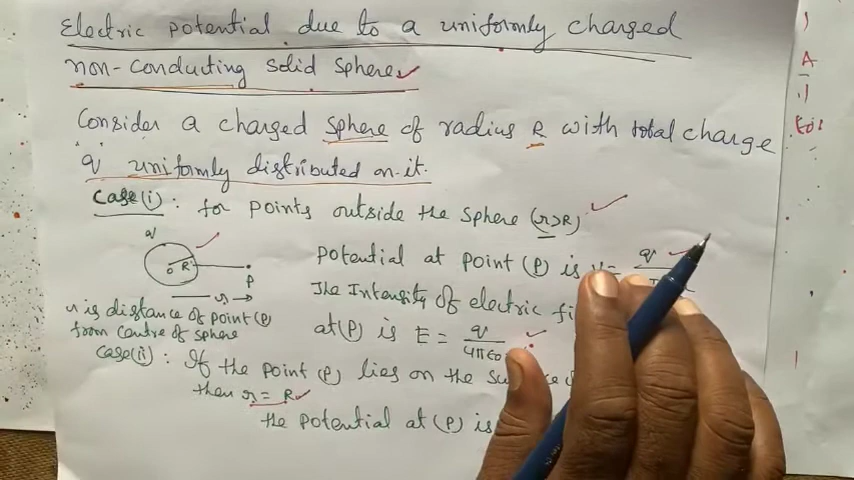 Electric potential due to a uniformly charged
non-conducting solid sphere
Consider a charged sphere of radius R with total charge
q uniformly distributed on it.
Case(i): for points outside the sphere (r>R)
q
R
P
r
r is distance of point (P)
from centre of sphere
Potential at point (P) is V = q
The Intensity of electric
at (P) is E = q
4πε0
Case(i): If the point (P) lies on the
then r = R
the potential at (P) is
A